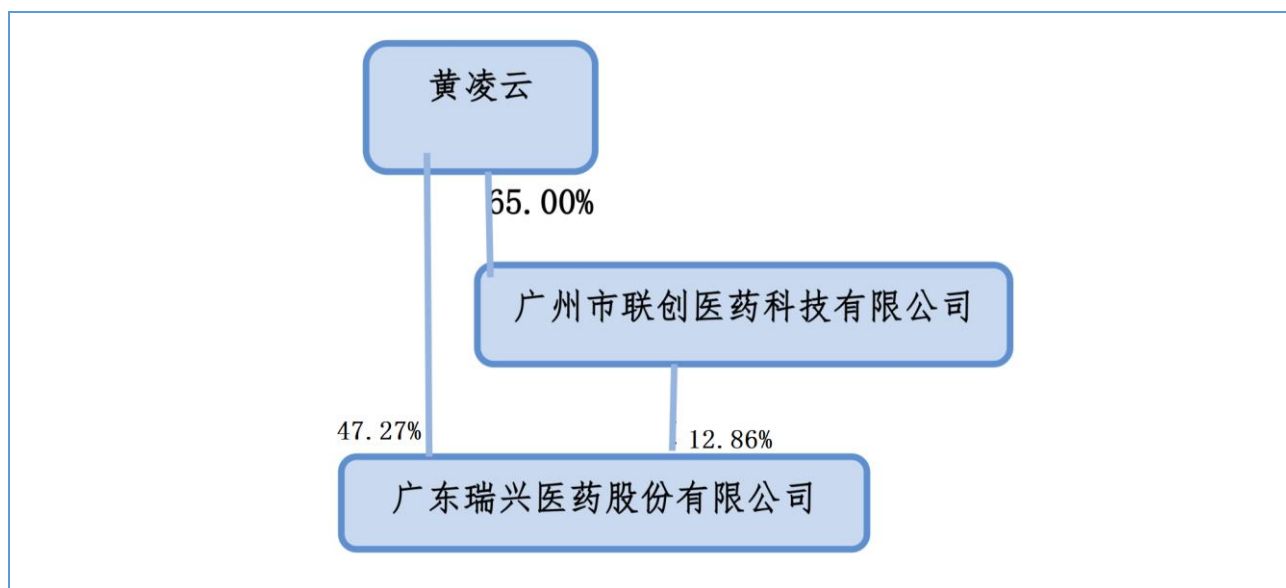 黄凌云
65.00%
广州市联创医药科技有限公司
47.27%
12.86%
广东瑞兴医药股份有限公司